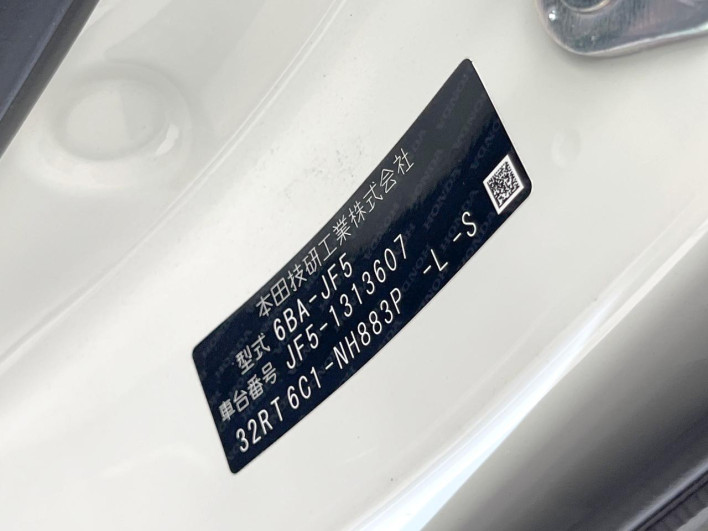 本田技研工業株式会社
型式 6BA-JF5
車台番号 JF5-1313607
32RT6C1-NH883P -L -S